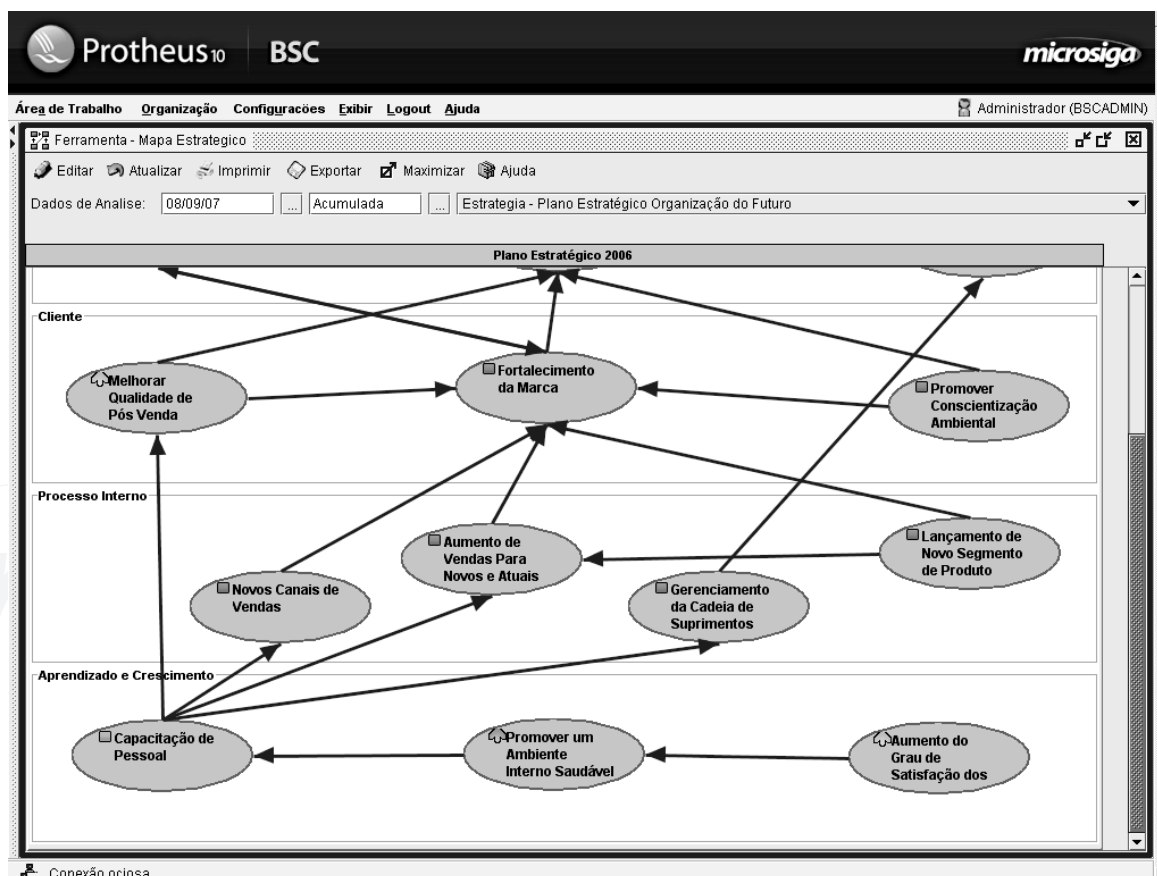 Protheus10 BSC microsiga
Área de Trabalho Organização Configuracões Exibir Logout Ajuda Administrador (BSCADMIN)
Ferramenta - Mapa Estrategico
Editar Atualizar Imprimir Exportar Maximizar Ajuda
Dados de Analise: 08/09/07 ... Acumulada ... Estrategia - Plano Estratégico Organização do Futuro
Plano Estratégico 2006
Cliente
Melhorar
Qualidade de
Pós Venda
Fortalecimento
da Marca
Promover
Conscientização
Ambiental
Processo Interno
Novos Canais de
Vendas
Aumento de
Vendas Para
Novos e Atuais
Gerenciamento
da Cadeia de
Suprimentos
Lançamento de
Novo Segmento
de Produto
Aprendizado e Crescimento
Capacitação de
Pessoal
Promover um
Ambiente
Interno Saudável
Aumento do
Grau de
Satisfação dos
Conexão ociosa